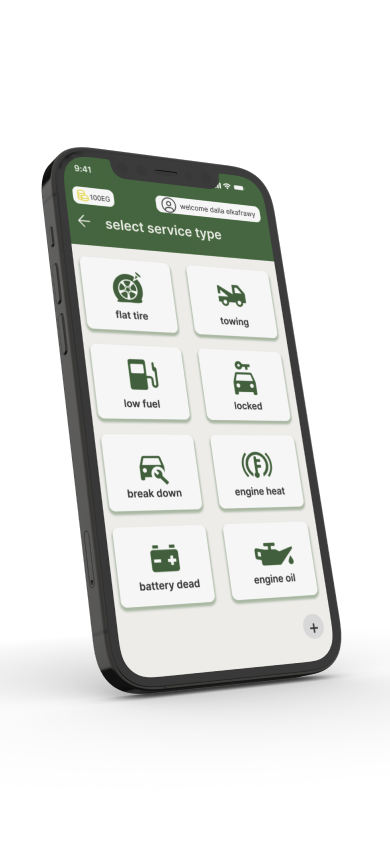 9:41
100EG
welcome dalia elkafrawy
select service type
flat tire
towing
low fuel
locked
break down
engine heat
battery dead
engine oil
+